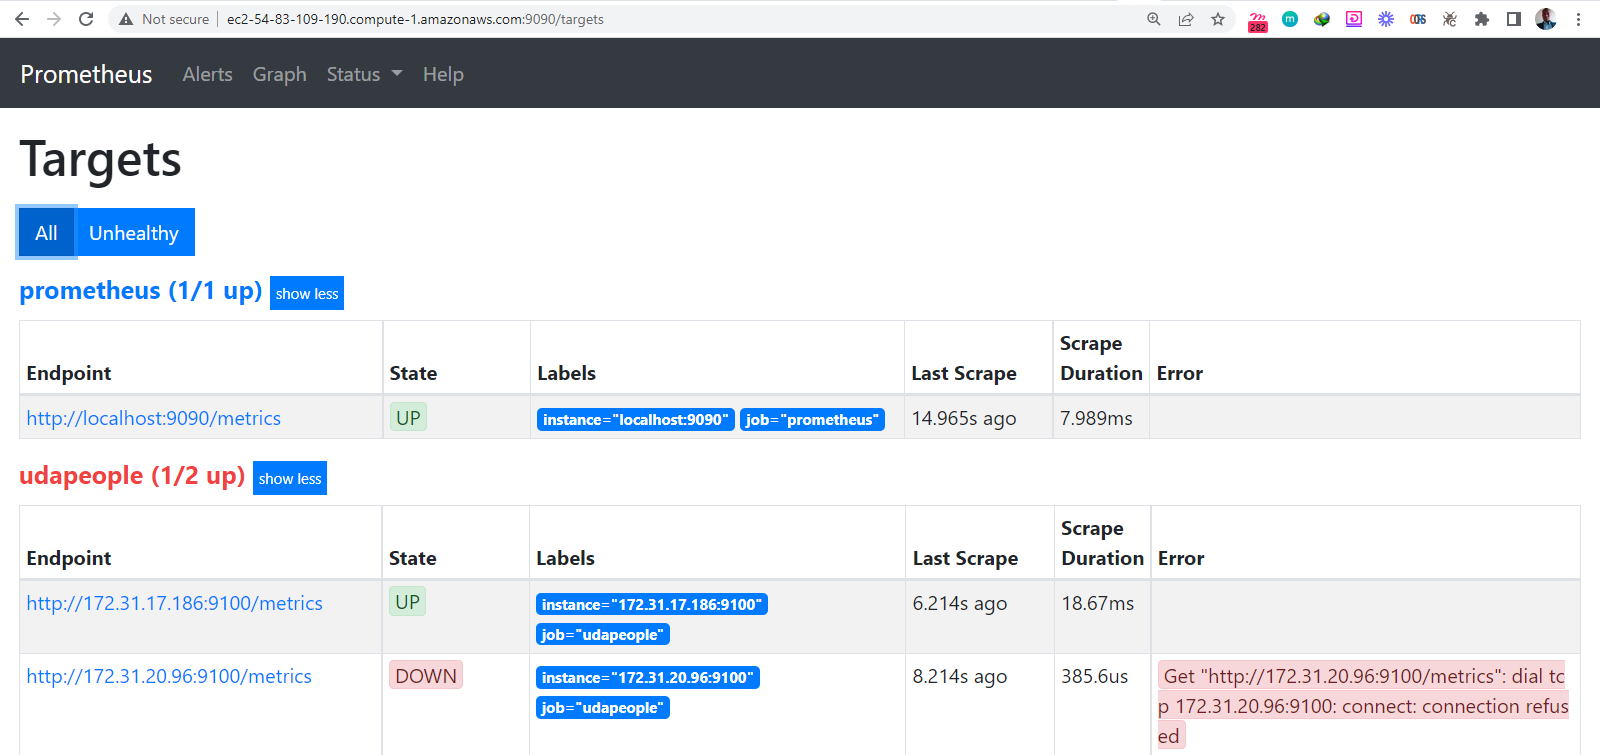 Not secure ec2-54-83-109-190.compute-1.amazonaws.com:9090/targets
282
m
Prometheus Alerts Graph Status Help
Targets
All Unhealthy
prometheus (1/1 up) show less
Endpoint State Labels Last Scrape Scrape Duration Error
http://localhost:9090/metrics UP instance="localhost:9090" job="prometheus" 14.965s ago 7.989ms
udapeople (1/2 up) show less
Endpoint State Labels Last Scrape Scrape Duration Error
http://172.31.17.186:9100/metrics UP instance="172.31.17.186:9100" 6.214s ago 18.67ms
job="udapeople"
http://172.31.20.96:9100/metrics DOWN instance="172.31.20.96:9100" 8.214s ago 385.6us Get "http://172.31.20.96:9100/metrics": dial tc
job="udapeople" p 172.31.20.96:9100: connect: connection refus
ed